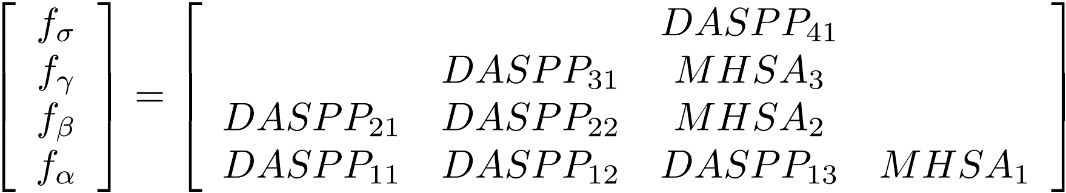 f_σ DASPP_41
f_γ DASPP_31 MHSA_3
f_β = DASPP_21 DASPP_22 MHSA_2
f_α DASPP_11 DASPP_12 DASPP_13 MHSA_1